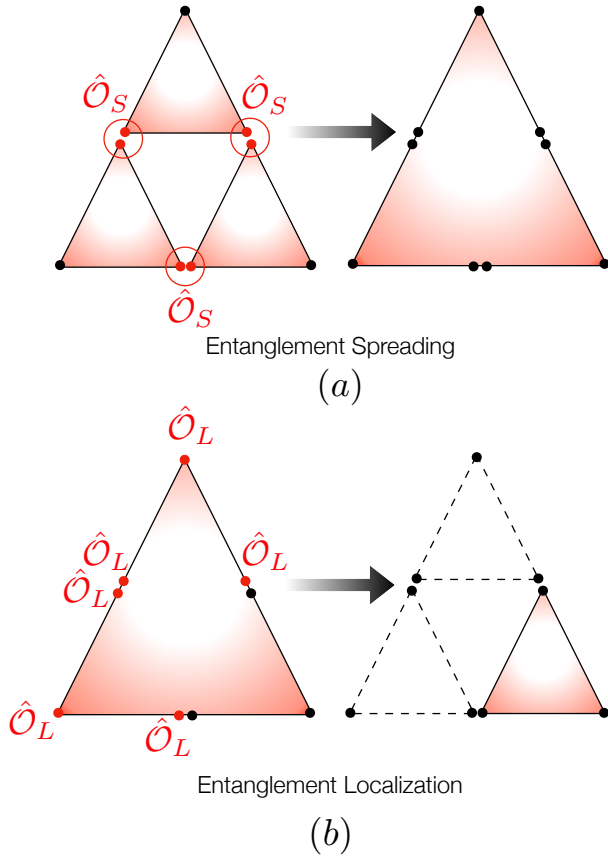 𝒪̂_S 𝒪̂_S
𝒪̂_S
Entanglement Spreading
(a)
𝒪̂_L
𝒪̂_L 𝒪̂_L
𝒪̂_L
𝒪̂_L 𝒪̂_L
Entanglement Localization
(b)